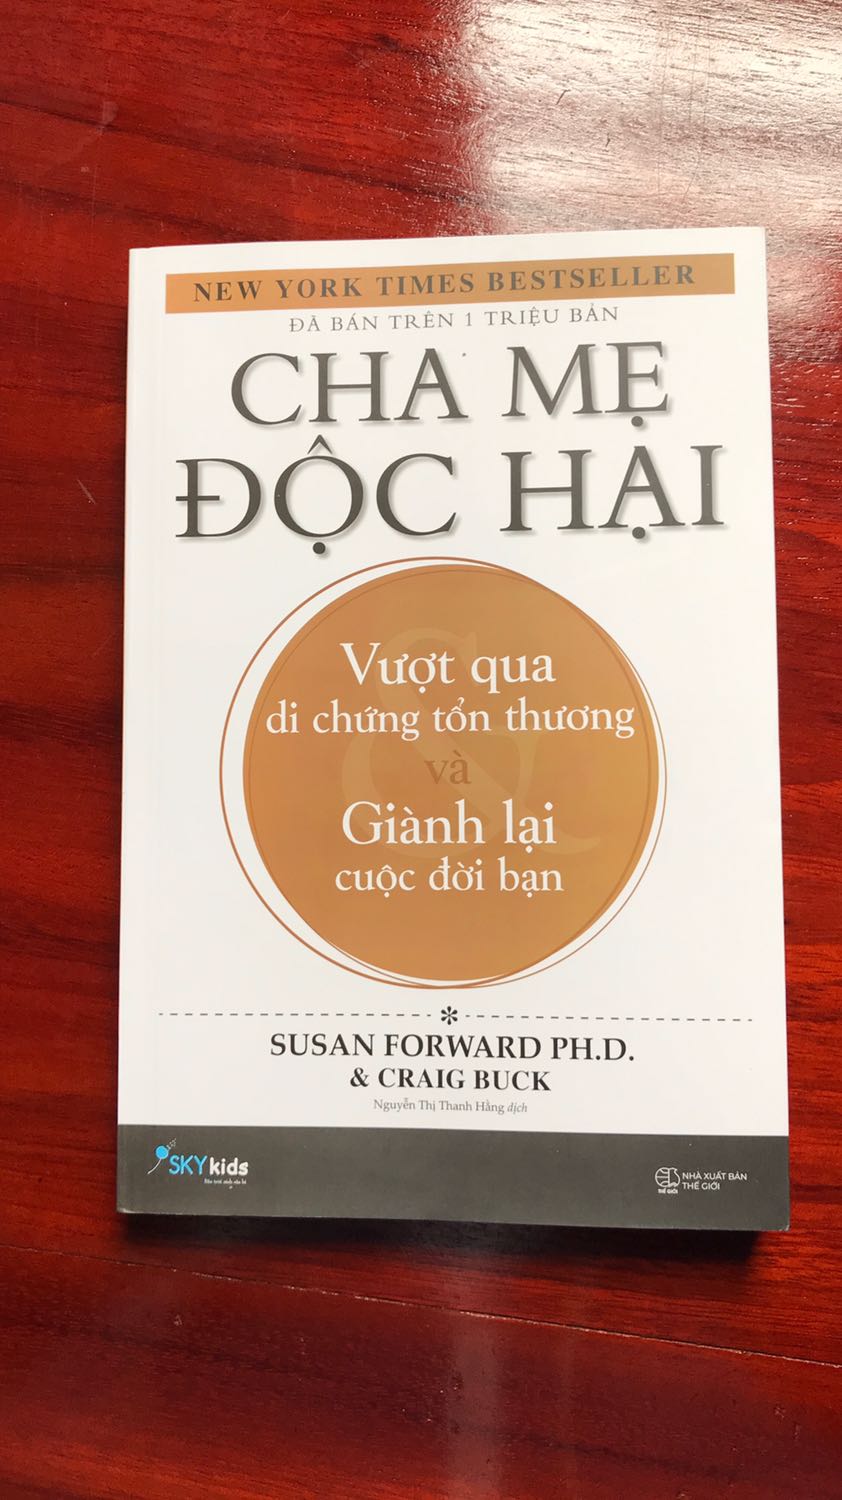 NEW YORK TIMES BESTSELLER
ĐÃ BÁN TRÊN 1 TRIỆU BẢN
CHA MẸ
ĐỘC HẠI
Vượt qua
di chứng tổn thương
và
Giành lại
cuộc đời bạn
SUSAN FORWARD PH.D.
& CRAIG BUCK
Nguyễn Thị Thanh Hằng dịch
SKYkids
NHÀ XUẤT BẢN
THẾ GIỚI
THẾ GIỚI